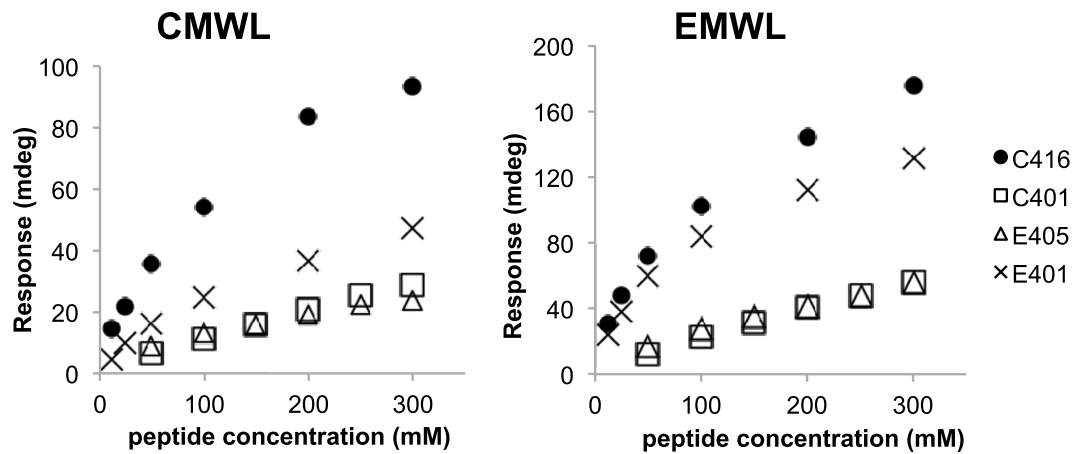 CMWL
100
80
60
40
20
0
0 100 200 300
Response (mdeg)
peptide concentration (mM)
EMWL
200
160
120
80
40
0
0 100 200 300
Response (mdeg)
peptide concentration (mM)
C416
C401
E405
E401